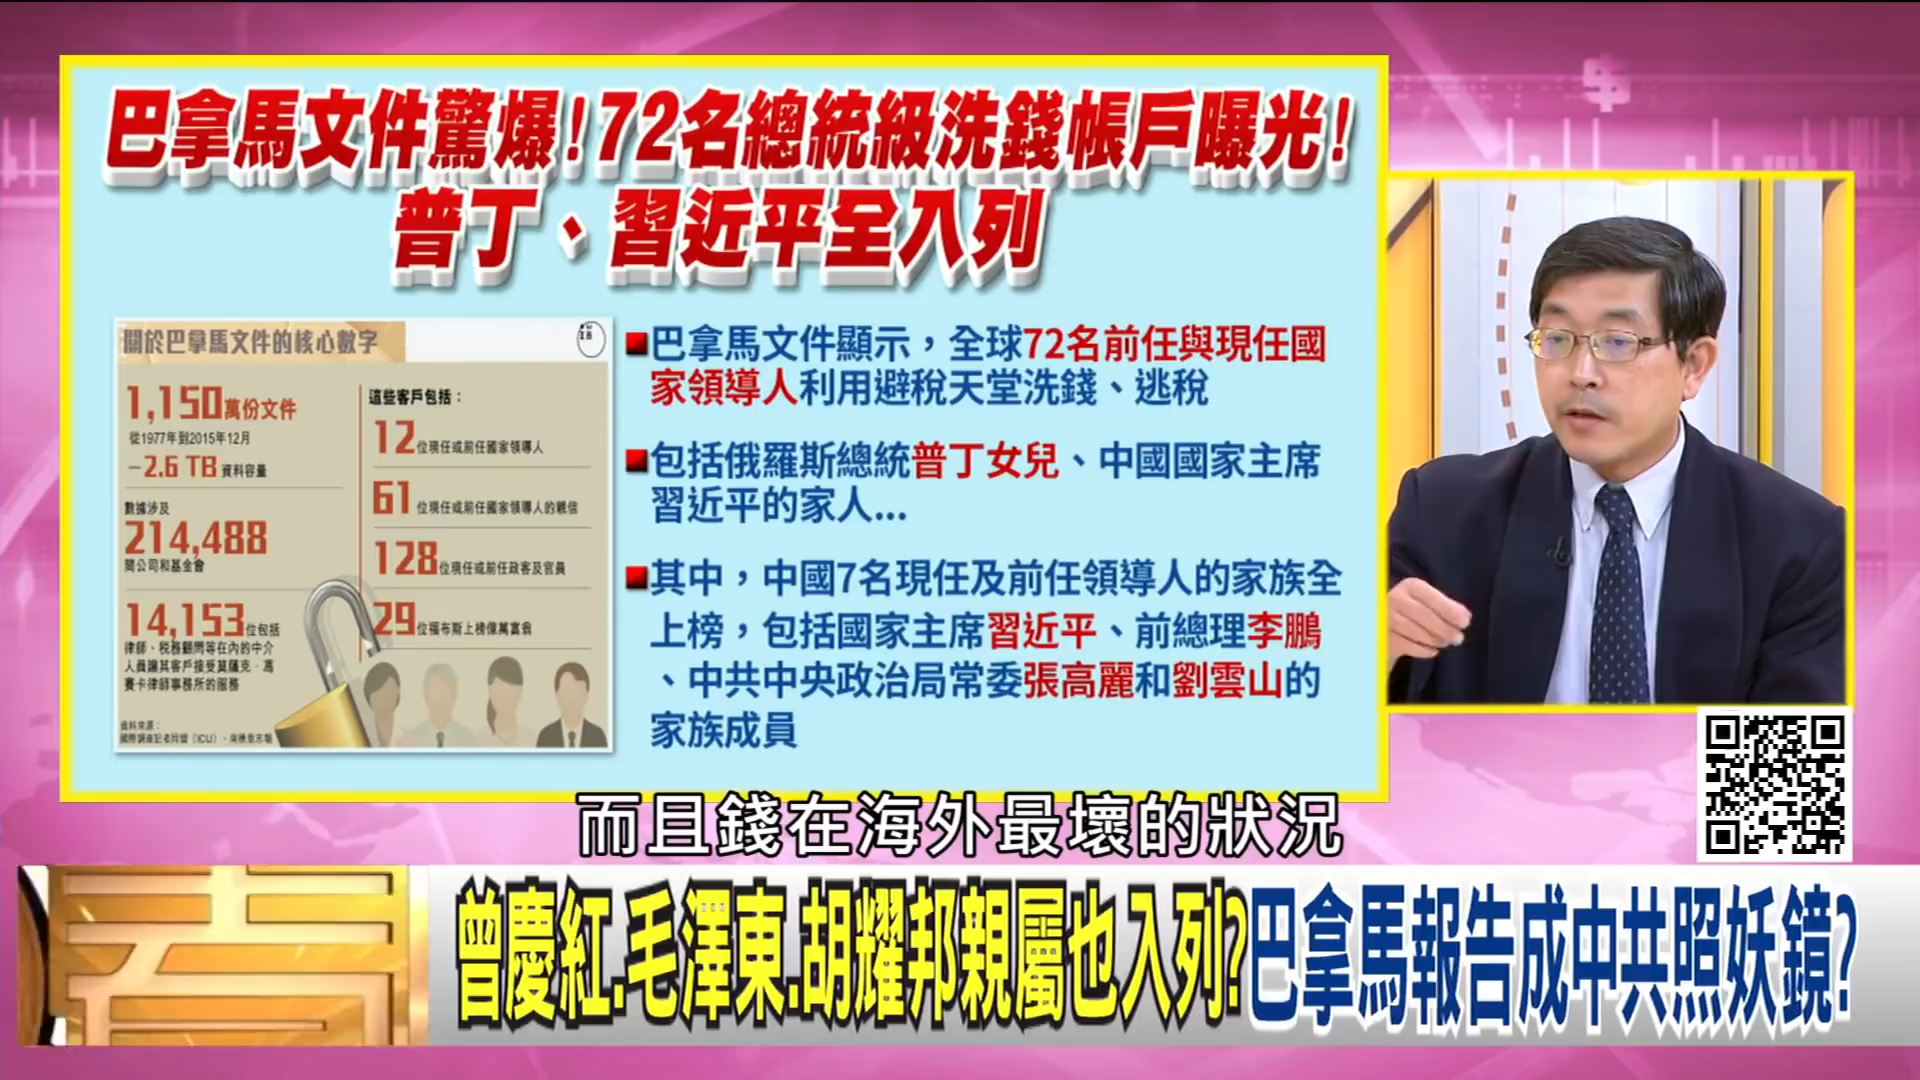 巴拿馬文件驚爆!72名總統級洗錢帳戶曝光!
普丁、習近平全入列
關於巴拿馬文件的核心數字
1,150萬份文件
從1977年到2015年12月
-2.6 TB 資料容量
數據涉及
214,488
間公司和基金會
14,153位包括
律師、稅務顧問等在內的中介
人員讓其客戶接受莫薩克．馮
賽卡律師事務所的服務
資料來源：
這些客戶包括：
12位現任或前任國家領導人
61位現任或前任國家領導人的親信
128位現任或前任政客及官員
29位福布斯上榜億萬富翁
■巴拿馬文件顯示，全球72名前任與現任國
家領導人利用避稅天堂洗錢、逃稅
■包括俄羅斯總統普丁女兒、中國國家主席
習近平的家人...
■其中，中國7名現任及前任領導人的家族全
上榜，包括國家主席習近平、前總理李鵬
、中共中央政治局常委張高麗和劉雲山的
家族成員
而且錢在海外最壞的狀況
曾慶紅.毛澤東.胡耀邦親屬也入列?巴拿馬報告成中共照妖鏡?